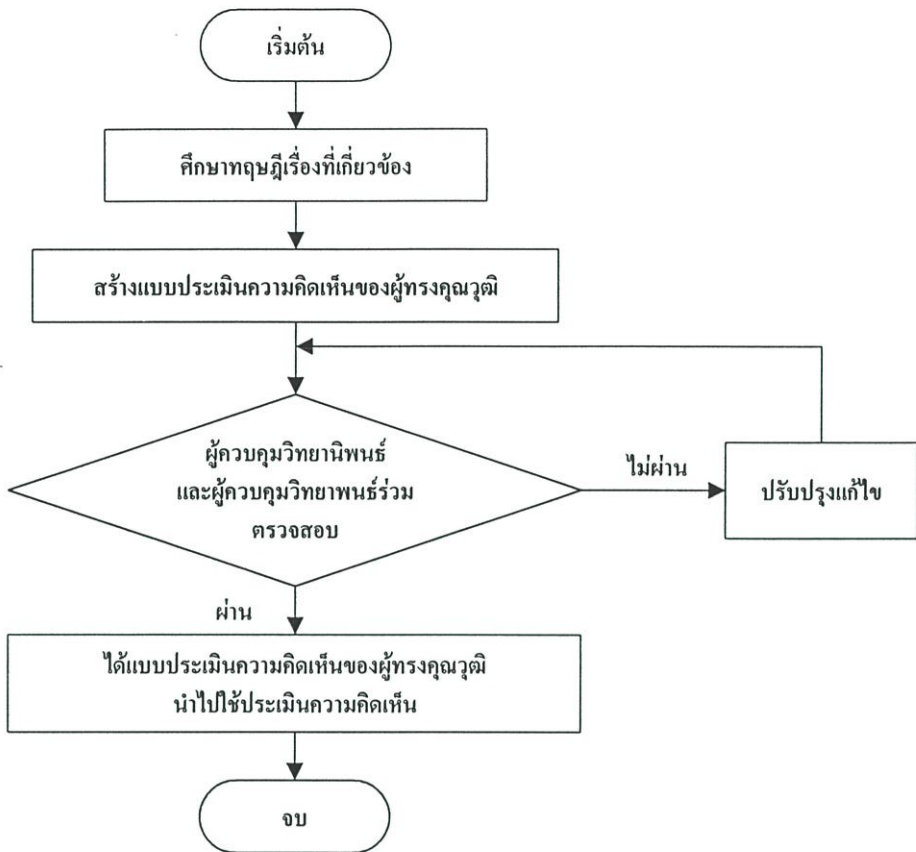 เริ่มต้น
ศึกษาทฤษฎีเรื่องที่เกี่ยวข้อง
สร้างแบบประเมินความคิดเห็นของผู้ทรงคุณวุฒิ
ผู้ควบคุมวิทยานิพนธ์
และผู้ควบคุมวิทยาพนธ์ร่วม
ตรวจสอบ
ไม่ผ่าน
ปรับปรุงแก้ไข
ผ่าน
ได้แบบประเมินความคิดเห็นของผู้ทรงคุณวุฒิ
นำไปใช้ประเมินความคิดเห็น
จบ